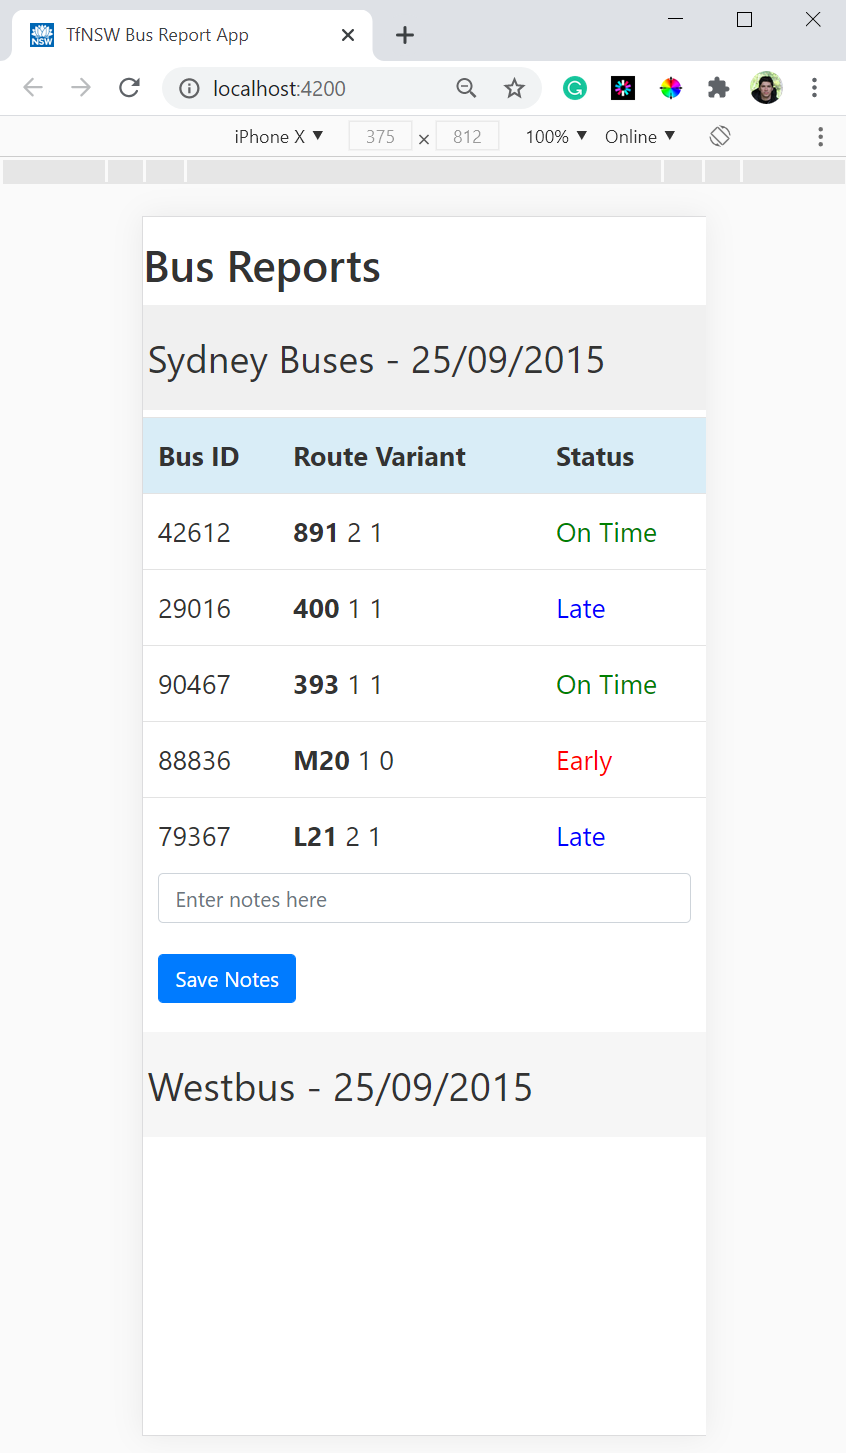 NSW
TfNSW Bus Report App
localhost:4200
G
iPhone X 375 × 812 100% Online
Bus Reports
Sydney Buses - 25/09/2015
Bus ID Route Variant Status
42612 891 2 1 On Time
29016 400 1 1 Late
90467 393 1 1 On Time
88836 M20 1 0 Early
79367 L21 2 1 Late
Enter notes here
Save Notes
Westbus - 25/09/2015